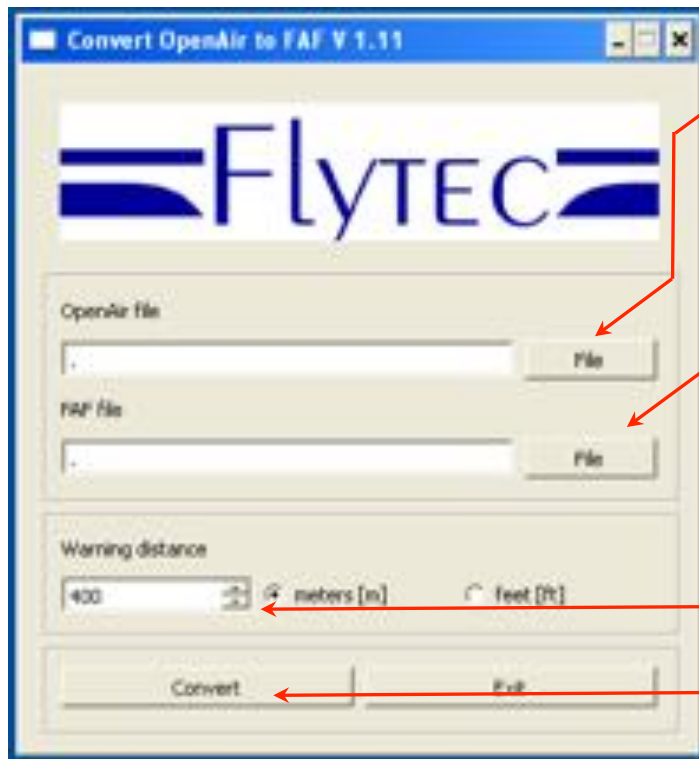 Convert OpenAir to FAF V 1.11
FLYTEC
OpenAir file
.
File
FAF file
.
File
Warning distance
400 meters [m] feet [ft]
Convert Exit